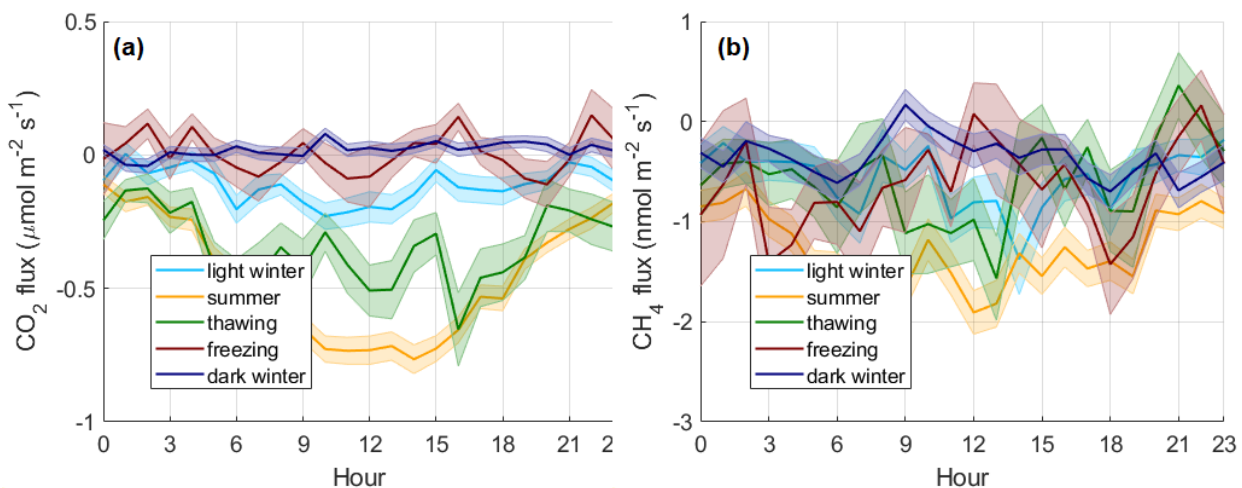 (a)
CO2 flux (μmol m-2 s-1)
0.5
0
-0.5
-1
light winter
summer
thawing
freezing
dark winter
0 3 6 9 12 15 18 21 2
Hour
(b)
CH4 flux (nmol m-2 s-1)
1
0
-1
-2
-3
light winter
summer
thawing
freezing
dark winter
0 3 6 9 12 15 18 21 23
Hour